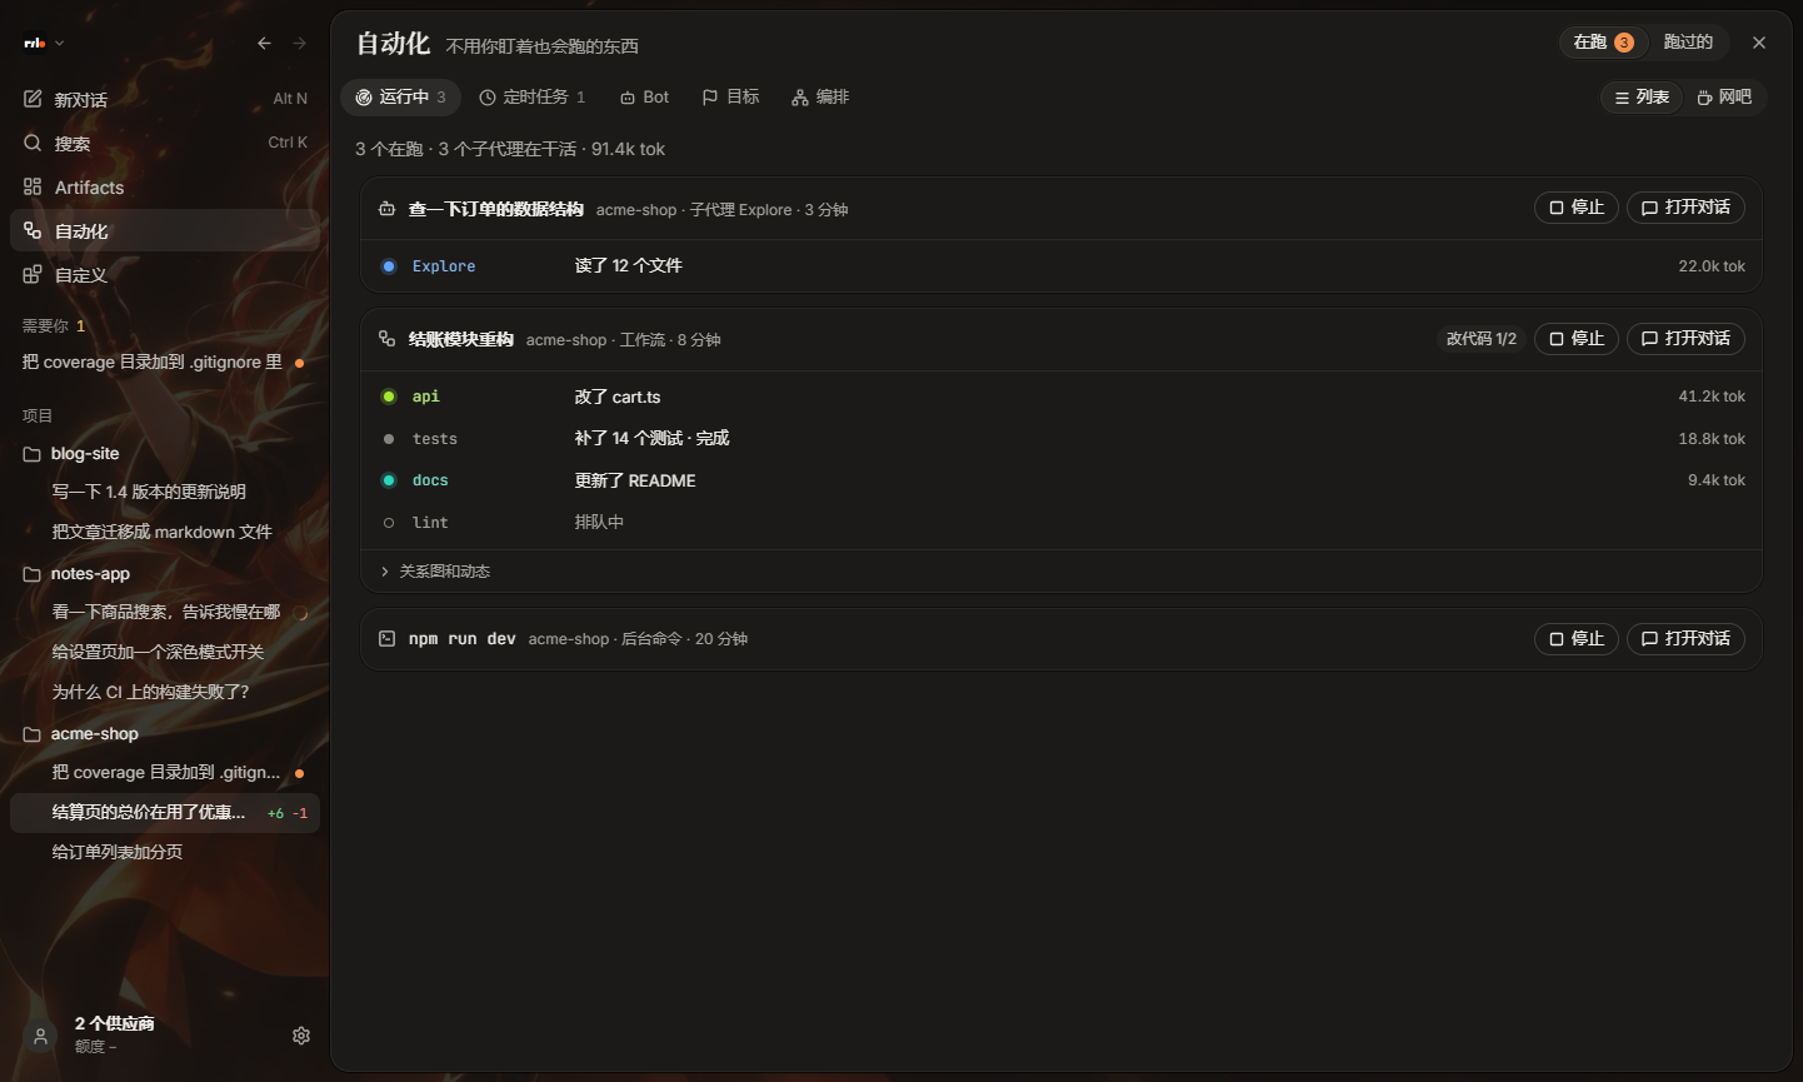 新对话 Alt N
搜索 Ctrl K
Artifacts
自动化
自定义
需要你 1
把 coverage 目录加到 .gitignore 里
项目
blog-site
写一下 1.4 版本的更新说明
把文章迁移成 markdown 文件
notes-app
看一下商品搜索，告诉我慢在哪
给设置页加一个深色模式开关
为什么 CI 上的构建失败了？
acme-shop
把 coverage 目录加到 .gitign...
结算页的总价在用了优惠... +6 -1
给订单列表加分页
2 个供应商
额度 –
自动化 不用你盯着也会跑的东西
在跑 3 跑过的
运行中 3 定时任务 1 Bot 目标 编排
列表 网吧
3 个在跑 · 3 个子代理在干活 · 91.4k tok
查一下订单的数据结构 acme-shop · 子代理 Explore · 3 分钟 停止 打开对话
Explore 读了 12 个文件 22.0k tok
结账模块重构 acme-shop · 工作流 · 8 分钟 改代码 1/2 停止 打开对话
api 改了 cart.ts 41.2k tok
tests 补了 14 个测试 · 完成 18.8k tok
docs 更新了 README 9.4k tok
lint 排队中
关系图和动态
npm run dev acme-shop · 后台命令 · 20 分钟 停止 打开对话